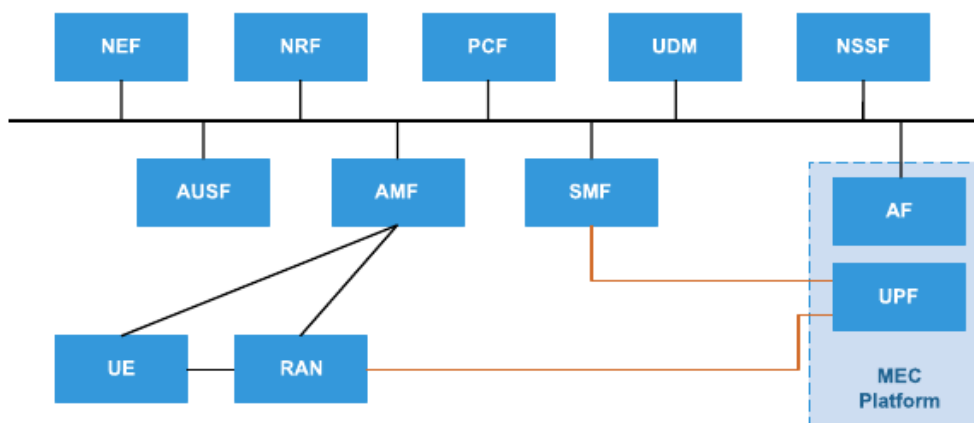 NEF
NRF
PCF
UDM
NSSF
AUSF
AMF
SMF
AF
UPF
UE
RAN
MEC
Platform